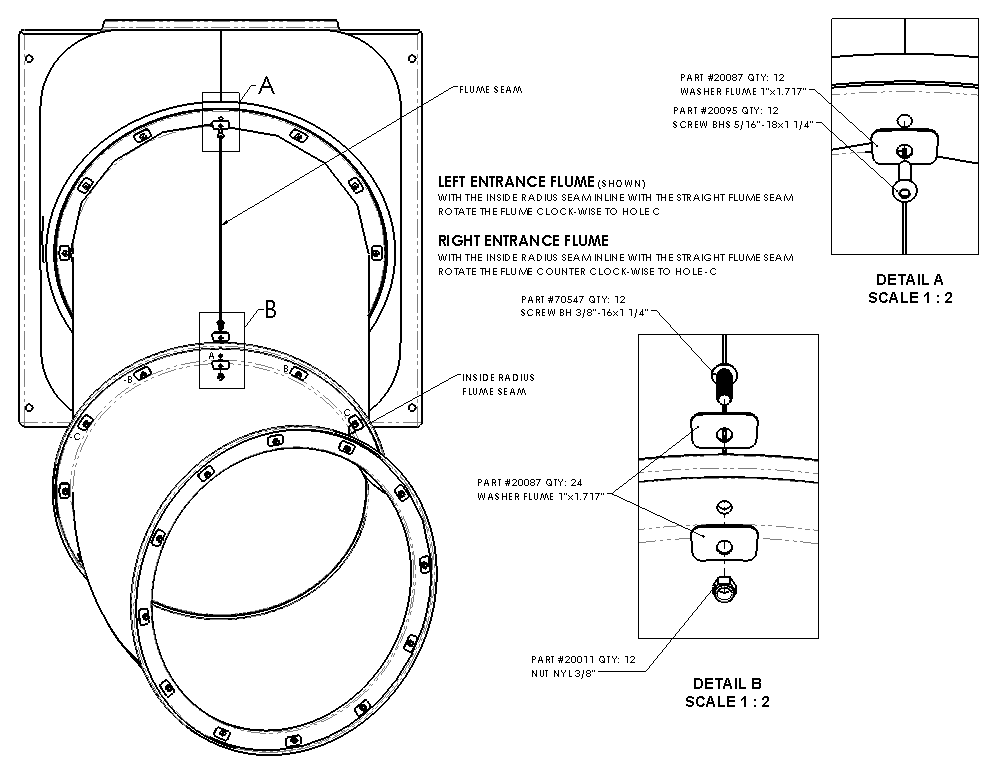 A
FLUME SEAM
PART #20087 QTY: 12
WASHER FLUME 1"x1.717"
PART #20095 QTY: 12
SCREW BHS 5/16"-18x1 1/4"
LEFT ENTRANCE FLUME (SHOWN)
WITH THE INSIDE RADIUS SEAM INLINE WITH THE STRAIGHT FLUME SEAM
ROTATE THE FLUME CLOCK-WISE TO HOLE C
RIGHT ENTRANCE FLUME
WITH THE INSIDE RADIUS SEAM INLINE WITH THE STRAIGHT FLUME SEAM
ROTATE THE FLUME COUNTER CLOCK-WISE TO HOLE-C
DETAIL A
SCALE 1 : 2
PART #70547 QTY: 12
SCREW BH 3/8"-16x1 1/4"
B
A
B
B
C
C
INSIDE RADIUS
FLUME SEAM
PART #20087 QTY: 24
WASHER FLUME 1"x1.717"
PART #20011 QTY: 12
NUT NYL 3/8"
DETAIL B
SCALE 1 : 2